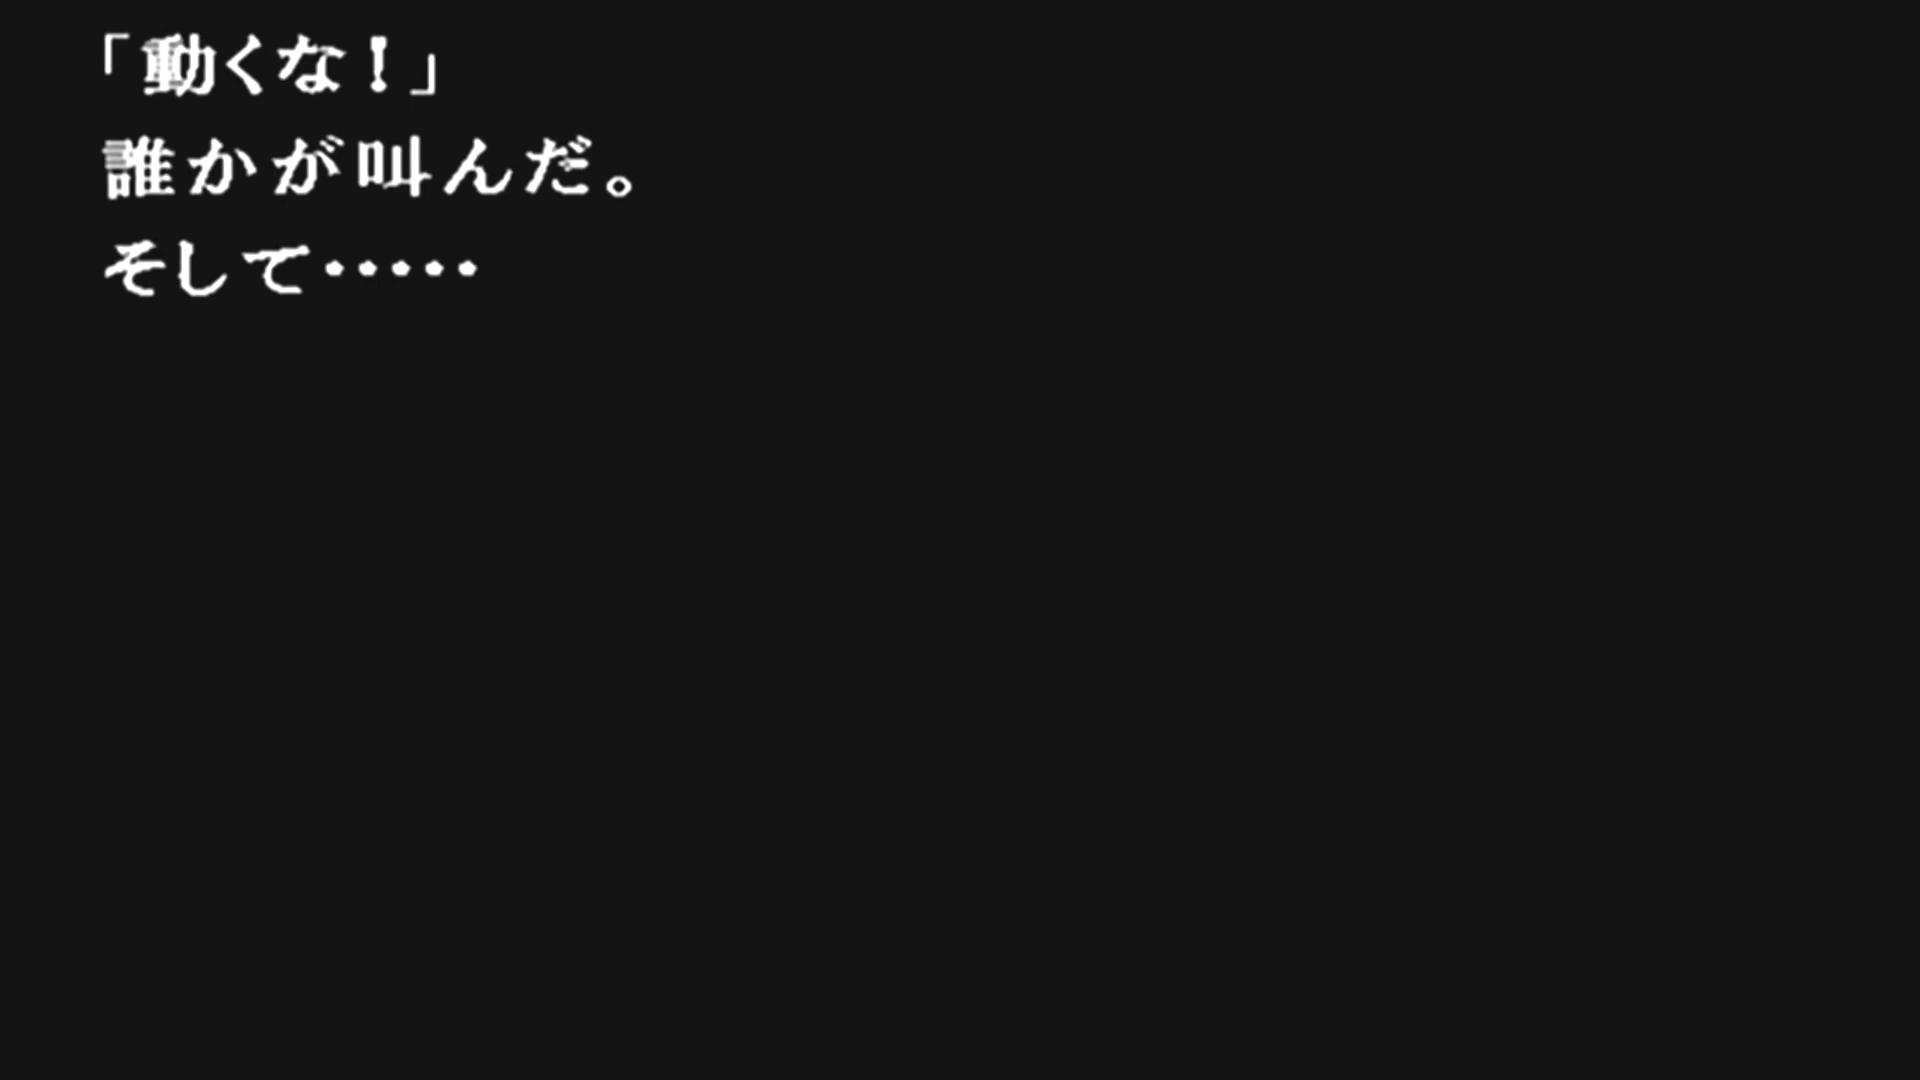 「動くな！」
誰かが叫んだ。
そして・・・・・